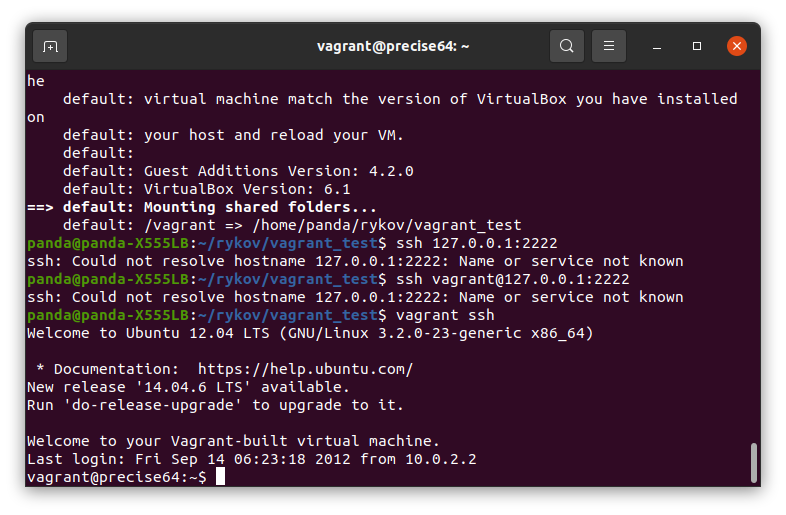 vagrant@precise64: ~
he
default: virtual machine match the version of VirtualBox you have installed
on
default: your host and reload your VM.
default:
default: Guest Additions Version: 4.2.0
default: VirtualBox Version: 6.1
==> default: Mounting shared folders...
default: /vagrant => /home/panda/rykov/vagrant_test
panda@panda-X555LB:~/rykov/vagrant_test$ ssh 127.0.0.1:2222
ssh: Could not resolve hostname 127.0.0.1:2222: Name or service not known
panda@panda-X555LB:~/rykov/vagrant_test$ ssh vagrant@127.0.0.1:2222
ssh: Could not resolve hostname 127.0.0.1:2222: Name or service not known
panda@panda-X555LB:~/rykov/vagrant_test$ vagrant ssh
Welcome to Ubuntu 12.04 LTS (GNU/Linux 3.2.0-23-generic x86_64)
* Documentation:  https://help.ubuntu.com/
New release '14.04.6 LTS' available.
Run 'do-release-upgrade' to upgrade to it.
Welcome to your Vagrant-built virtual machine.
Last login: Fri Sep 14 06:23:18 2012 from 10.0.2.2
vagrant@precise64:~$